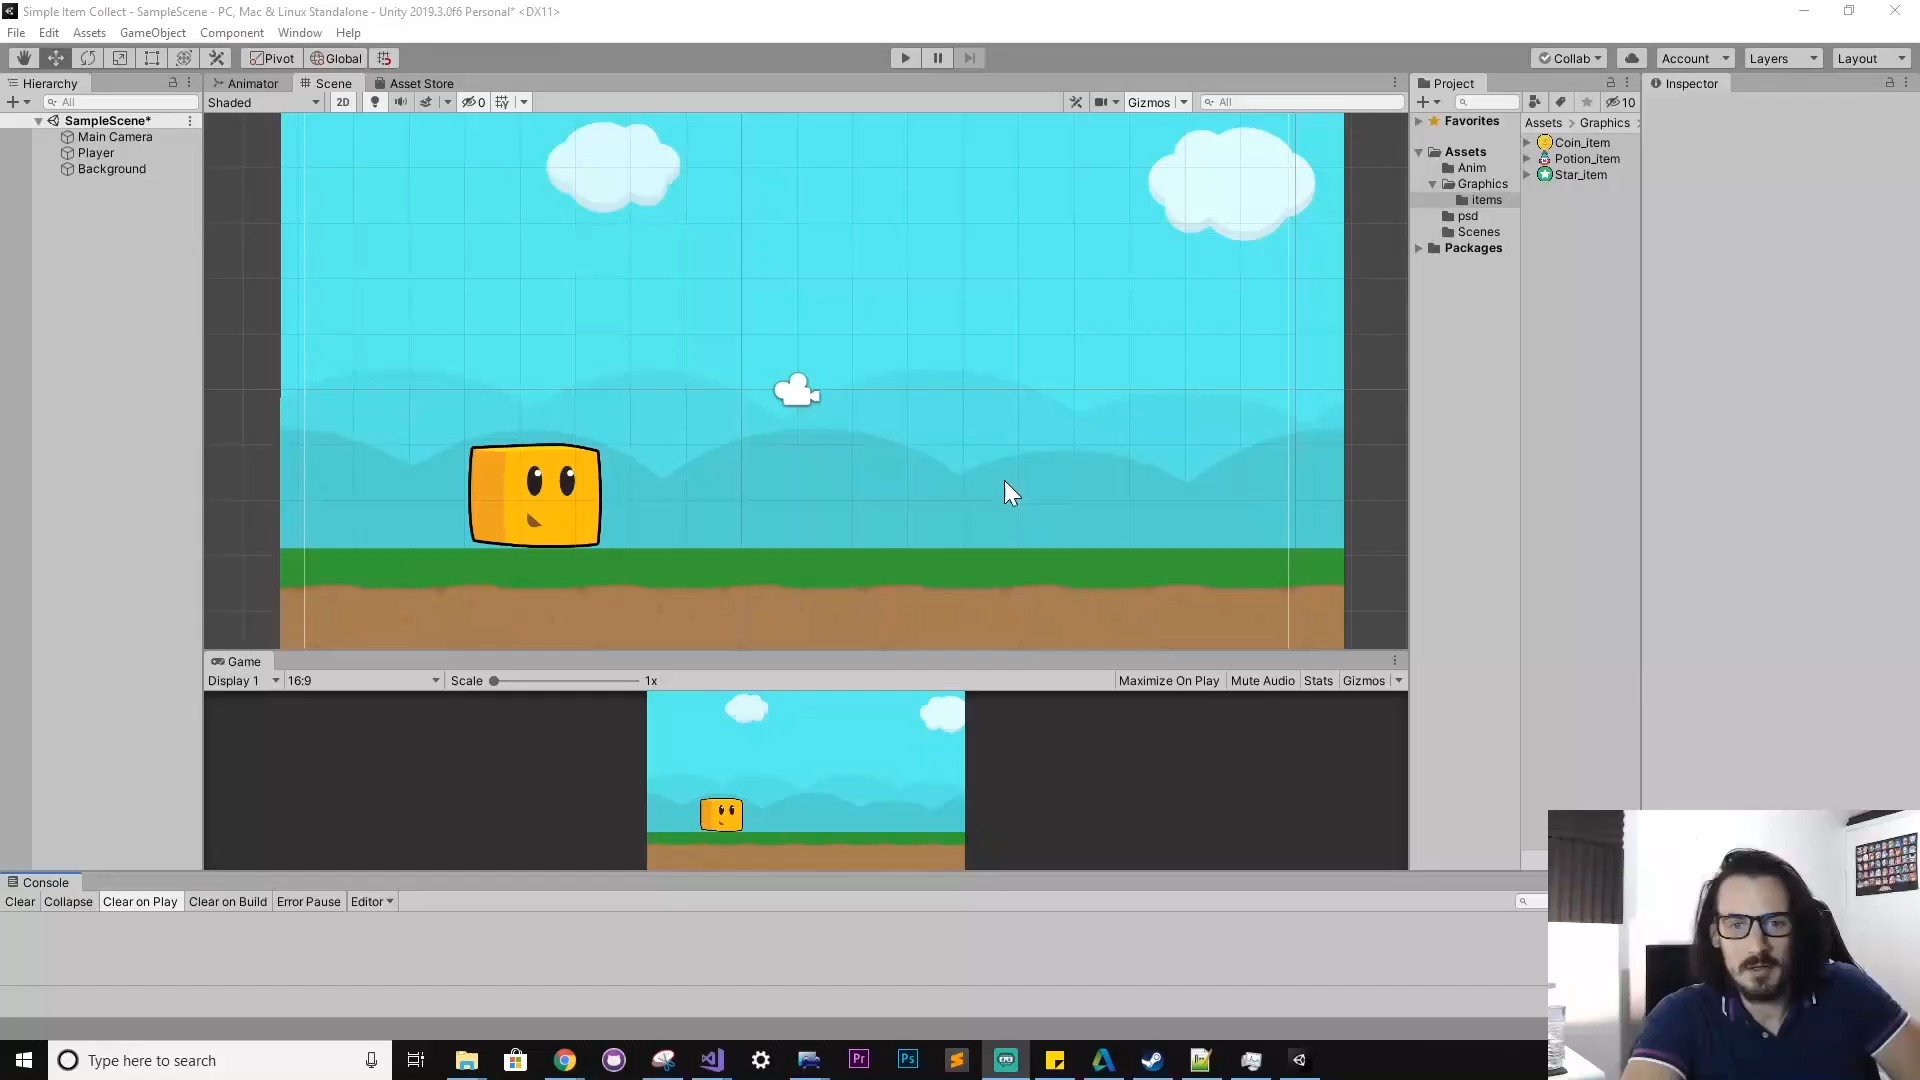 Simple Item Collect - SampleScene - PC, Mac & Linux Standalone - Unity 2019.3.0f6 Personal* <DX11>
File Edit Assets GameObject Component Window Help
Pivot Global Collab Account Layers Layout
Hierarchy Animator Scene Asset Store Project Inspector
All Shaded 2D 0 Gizmos All 10
SampleScene* Favorites Assets > Graphics >
Main Camera Coin_item
Player Assets Potion_item
Background Anim Star_item
Graphics
items
psd
Scenes
Packages
Game
Display 1 16:9 Scale 1x Maximize On Play Mute Audio Stats Gizmos
Console
Clear Collapse Clear on Play Clear on Build Error Pause Editor
Type here to search Pr Ps